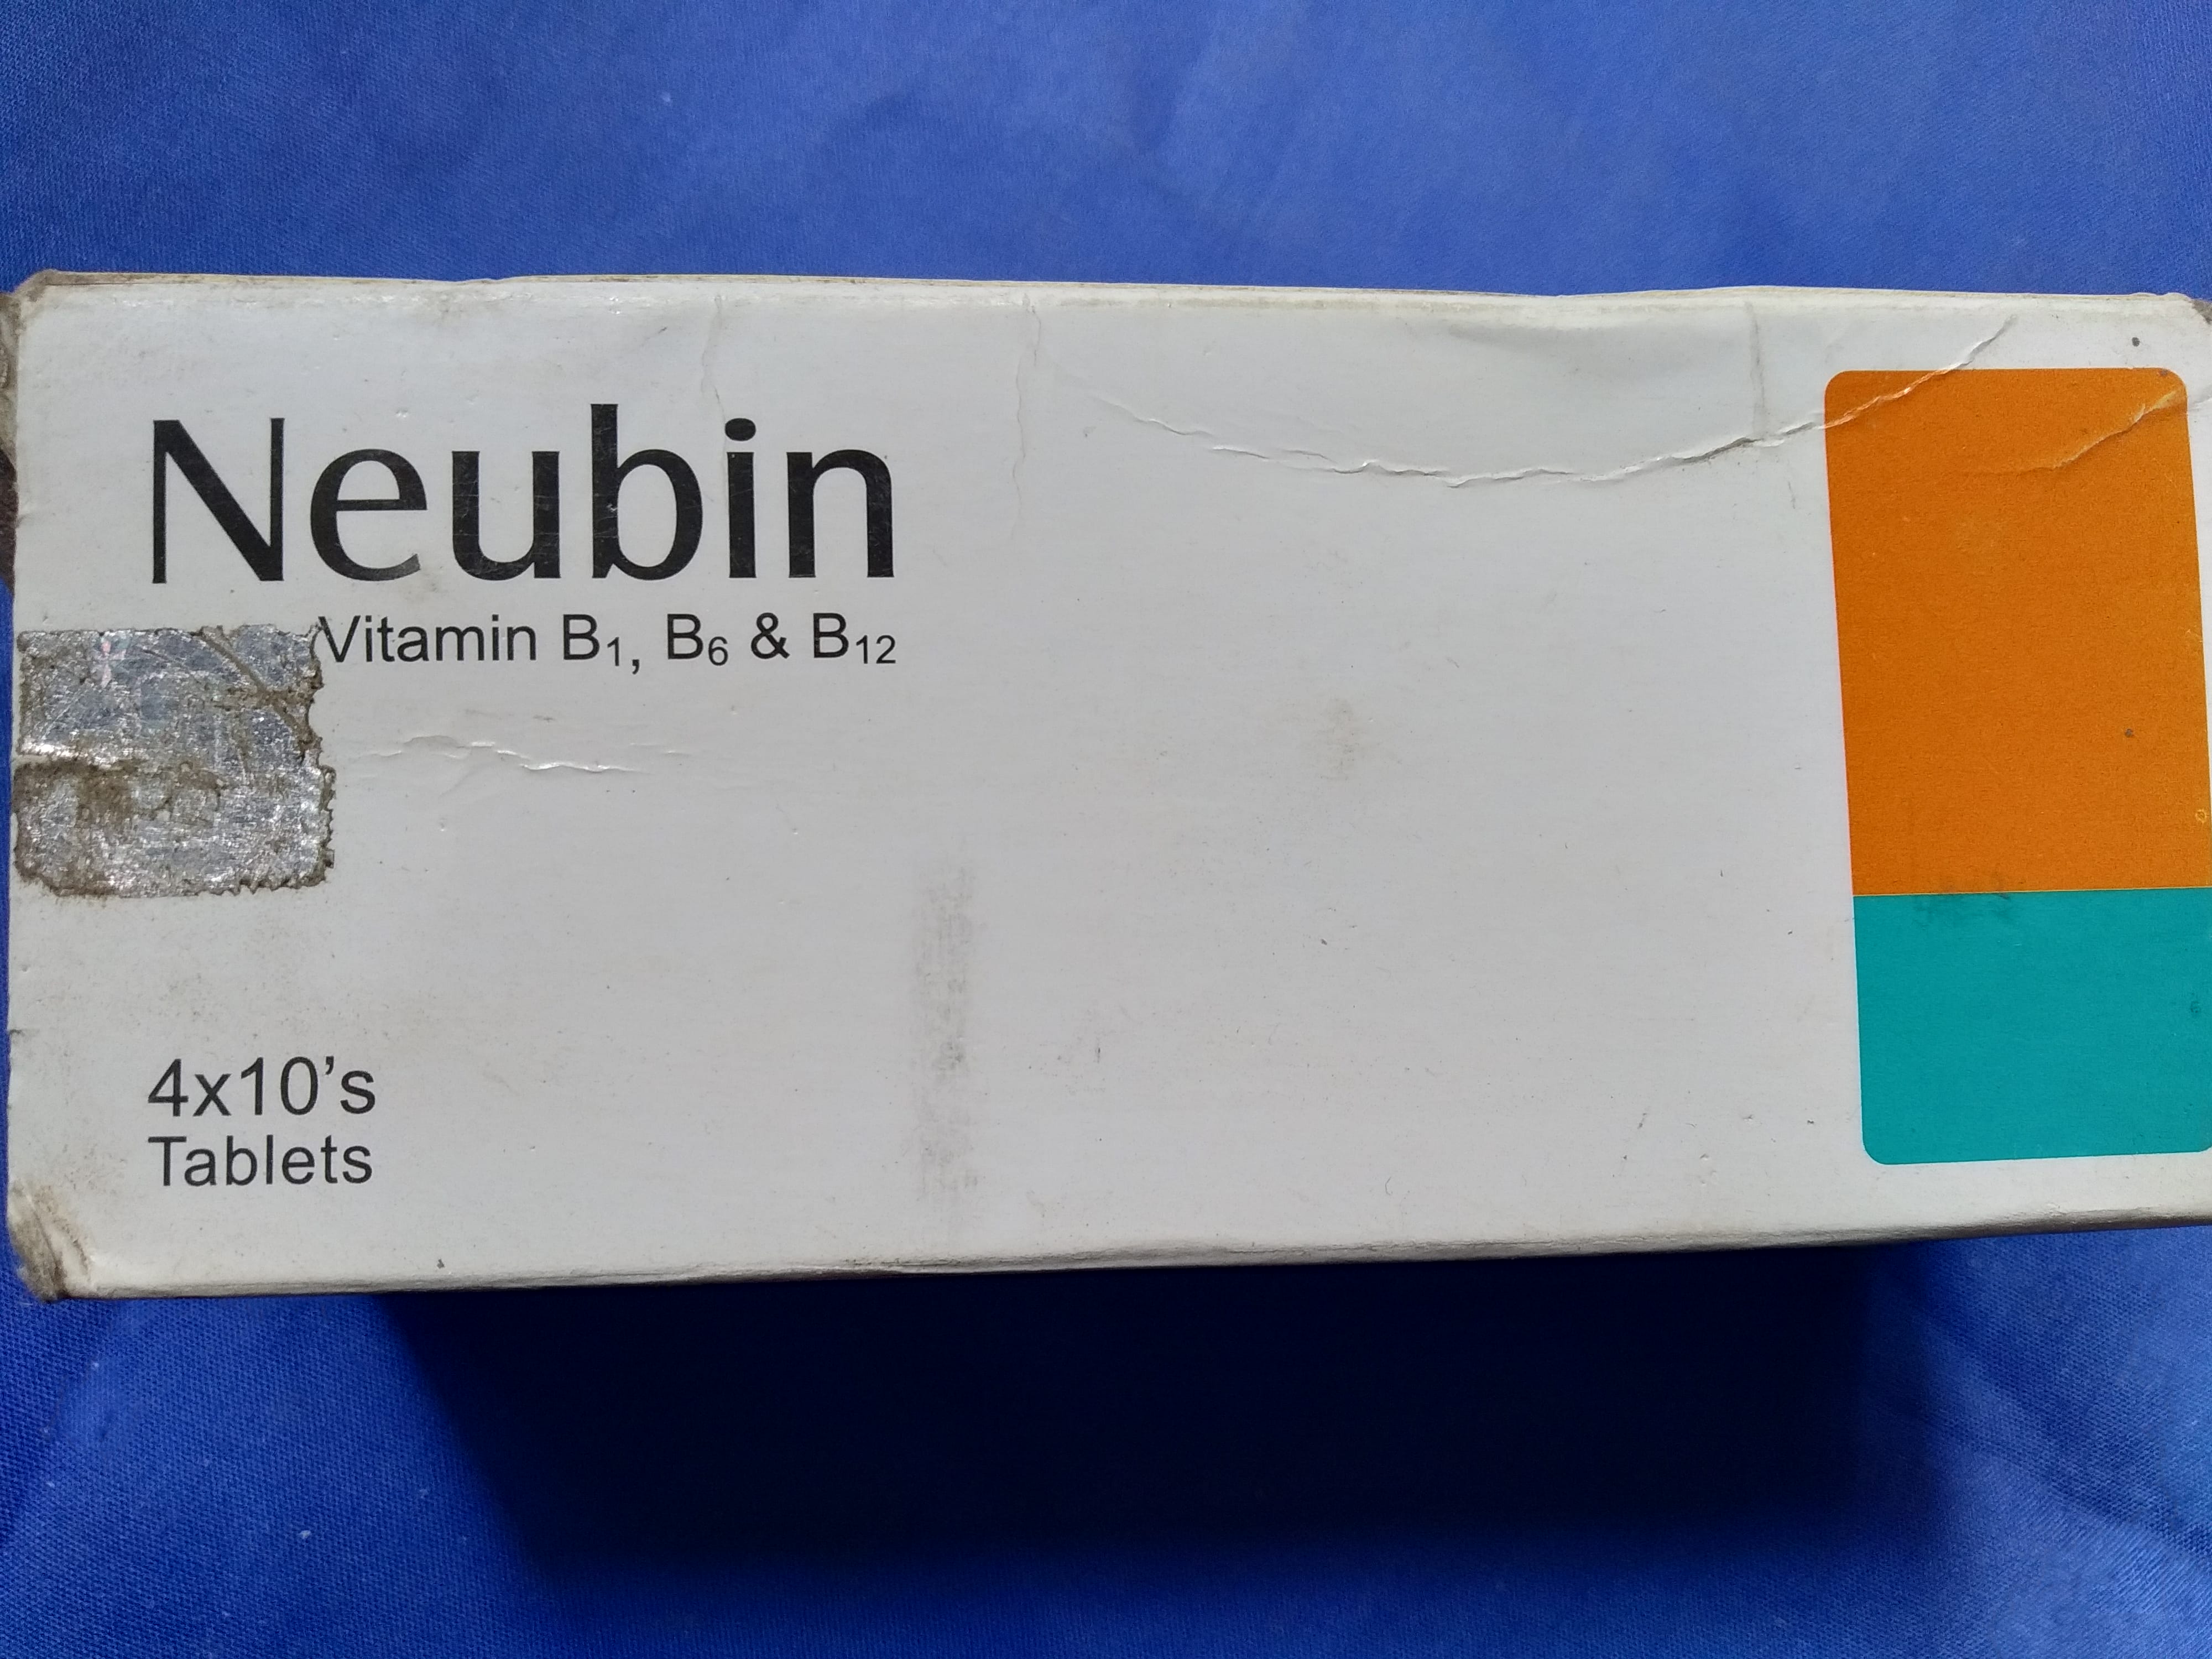 Neubin
Vitamin B₁, B₆ & B₁₂
4x10’s
Tablets